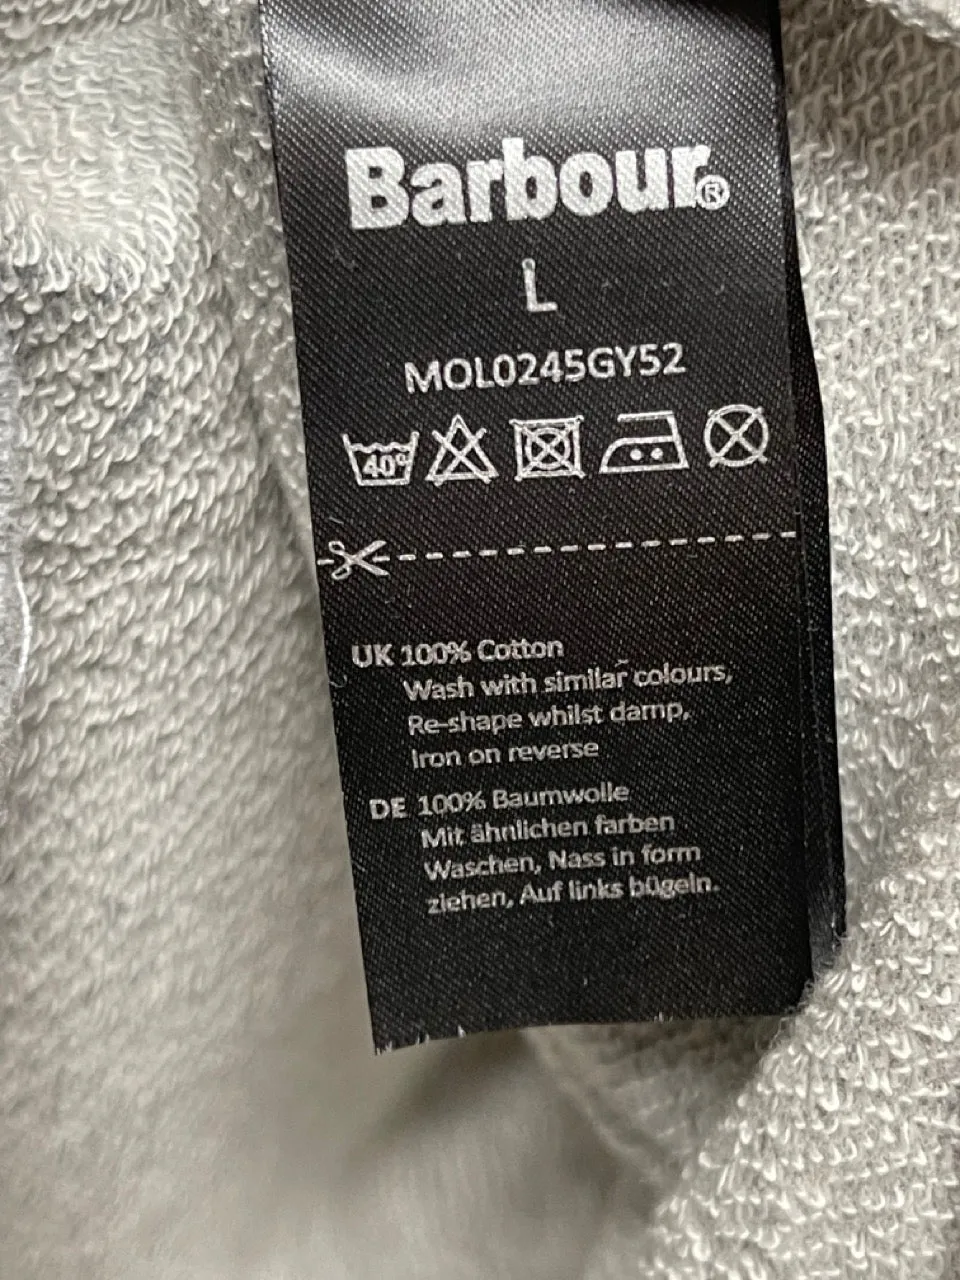 Barbour®
L
MOL0245GY52
40°
UK 100% Cotton
Wash with similar colours,
Re-shape whilst damp,
Iron on reverse
DE 100% Baumwolle
Mit ähnlichen farben
Waschen, Nass in form
ziehen, Auf links bügeln.